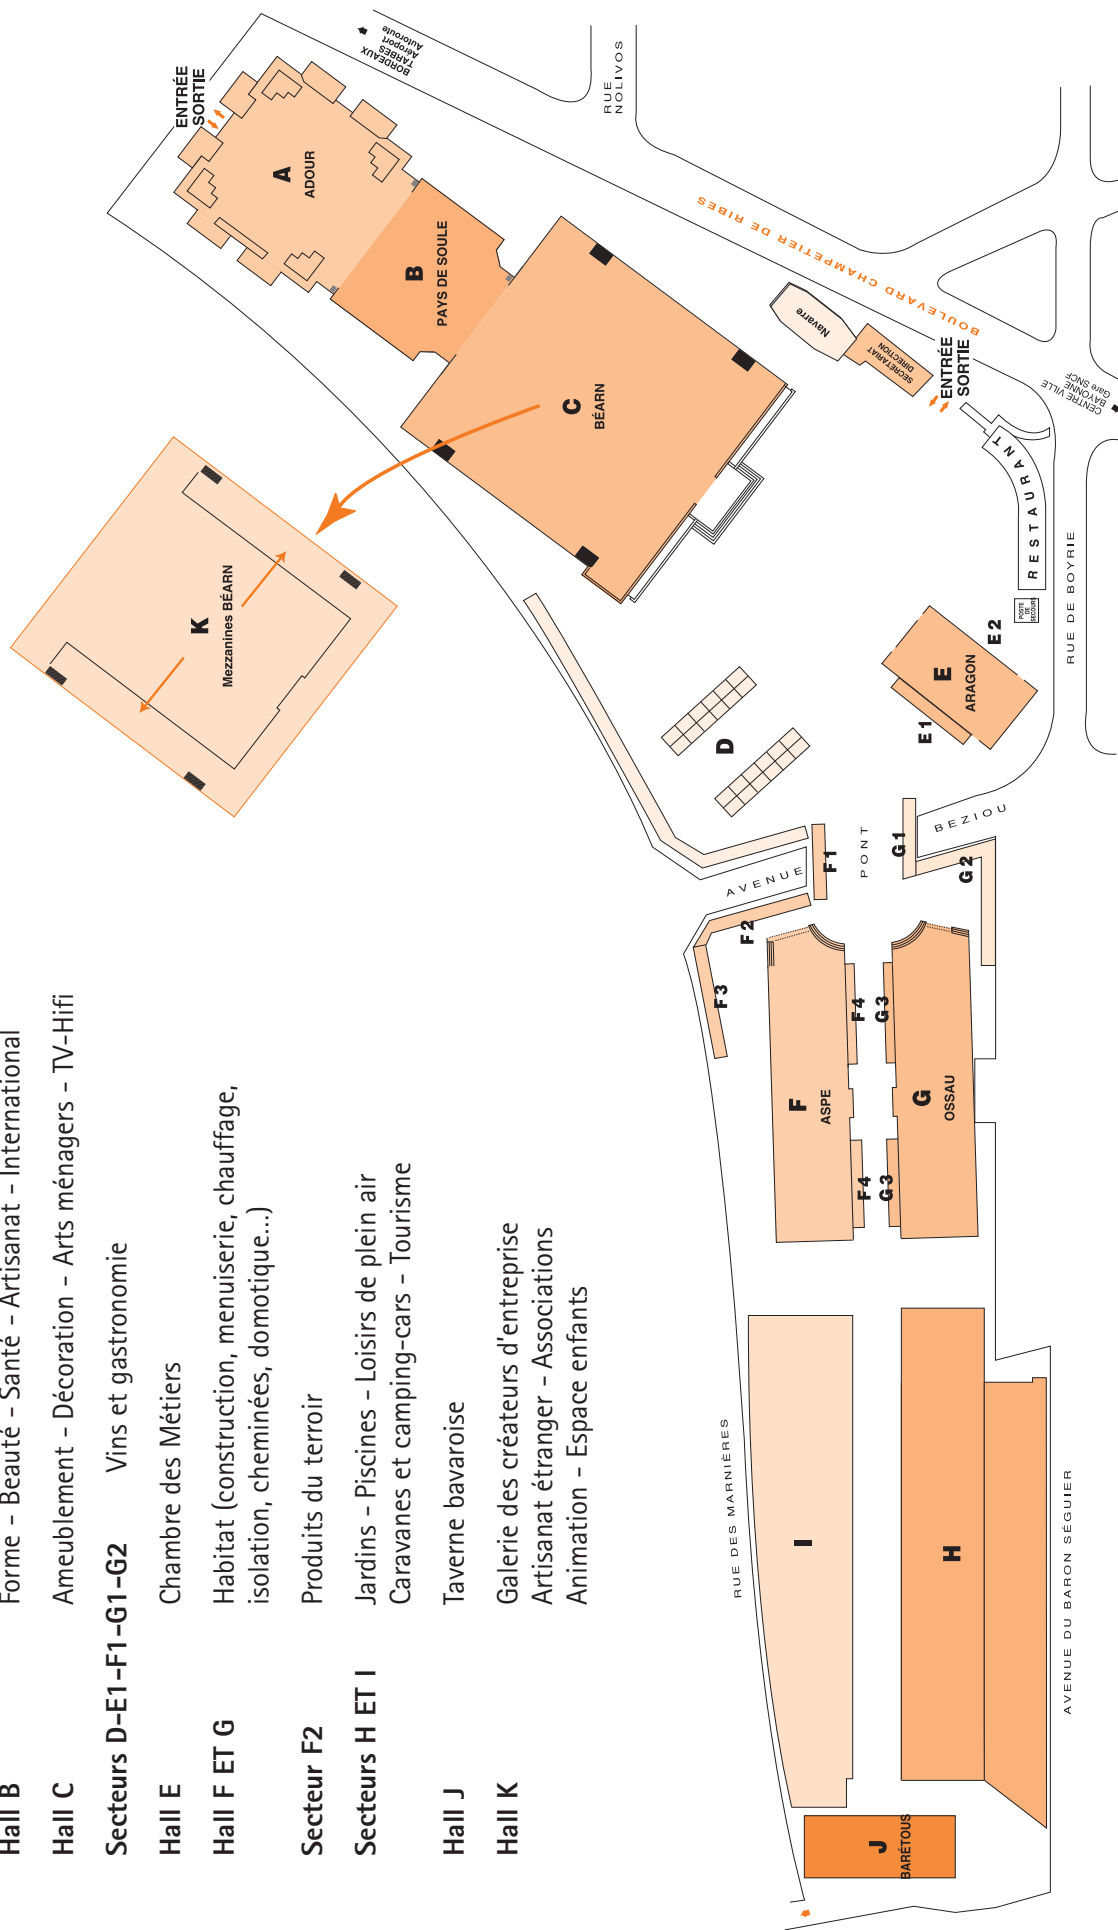 Hall B
Forme - Beauté - Santé - Artisanat - International
Hall C
Ameublement - Décoration - Arts ménagers - TV-Hifi
Secteurs D-E1-F1-G1-G2
Vins et gastronomie
Hall E
Chambre des Métiers
Hall F ET G
Habitat (construction, menuiserie, chauffage,
isolation, cheminées, domotique...)
Secteur F2
Produits du terroir
Secteurs H ET I
Jardins - Piscines - Loisirs de plein air
Caravanes et camping-cars - Tourisme
Hall J
Taverne bavaroise
Hall K
Galerie des créateurs d'entreprise
Artisanat étranger - Associations
Animation - Espace enfants
ENTRÉE
SORTIE
BORDEAUX
TARBES
Aéroport
Autoroute
RUE
NOLIVOS
A
ADOUR
B
PAYS DE SOULE
C
BÉARN
BOULEVARD CHAMPETIER DE RIBES
Navarre
SECRÉTARIAT
DIRECTION
ENTRÉE
SORTIE
CENTRE VILLE
BAYONNE
Gare SNCF
RESTAURANT
POSTE
DE
SECOURS
RUE DE BOYRIE
K
Mezzanines BÉARN
D
E
ARAGON
E 1
E 2
AVENUE
PONT
BEZIOU
F 1
F 2
F 3
F 4
F 4
G 1
G 2
G 3
G 3
F
ASPE
G
OSSAU
RUE DES MARNIÈRES
I
H
AVENUE DU BARON SÉGUIER
J
BARÉTOUS